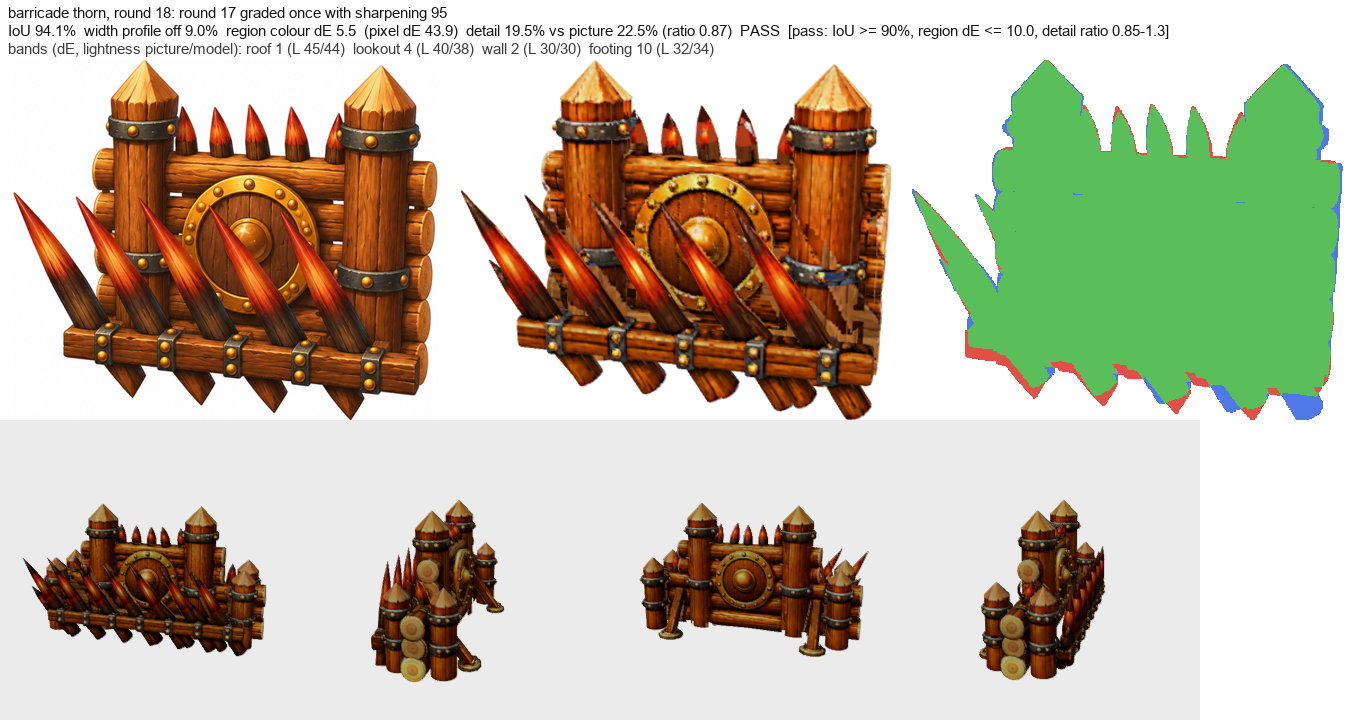 barricade thorn, round 18: round 17 graded once with sharpening 95
IoU 94.1%  width profile off 9.0%  region colour dE 5.5  (pixel dE 43.9)  detail 19.5% vs picture 22.5% (ratio 0.87)  PASS  [pass: IoU >= 90%, region dE <= 10.0, detail ratio 0.85-1.3]
bands (dE, lightness picture/model): roof 1 (L 45/44)  lookout 4 (L 40/38)  wall 2 (L 30/30)  footing 10 (L 32/34)